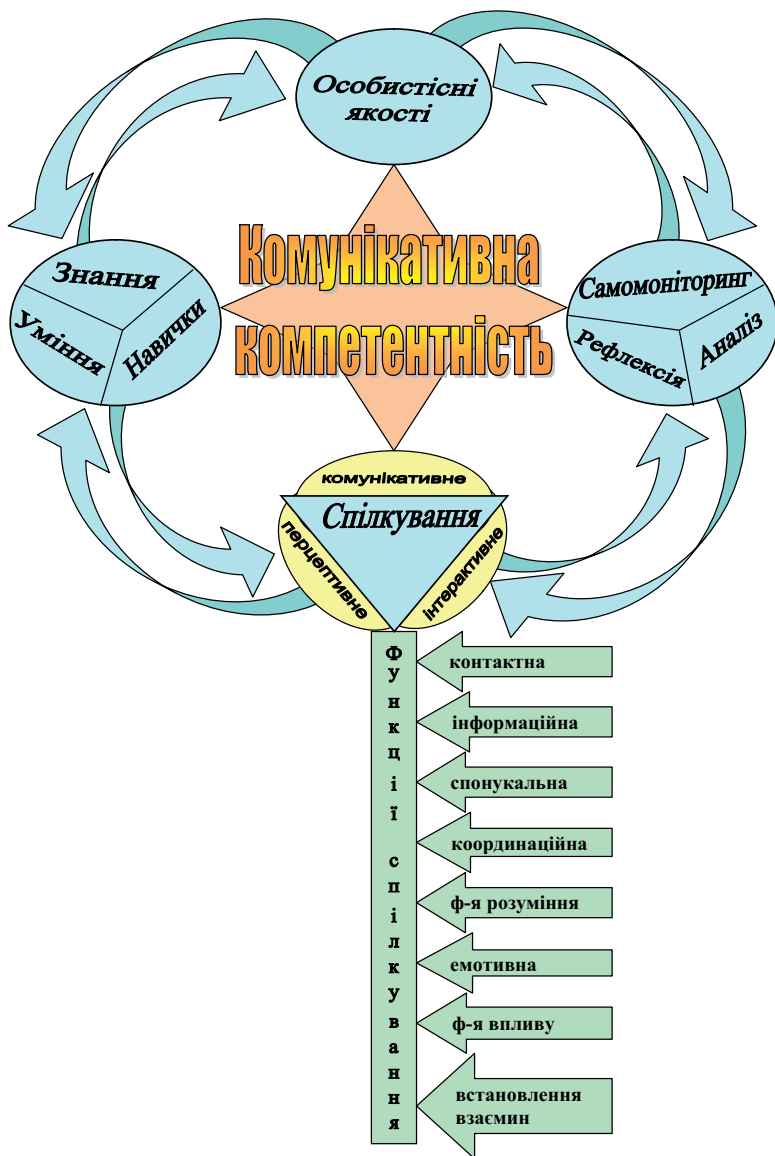 Особистісні
якості
Комунікативна
компетентність
Знання
Уміння
Навички
Самомоніторинг
Рефлексія
Аналіз
комунікативне
Спілкування
перцептивне
інтерактивне
Функції спілкування
контактна
інформаційна
спонукальна
координаційна
ф-я розуміння
емотивна
ф-я впливу
встановлення
взаємин